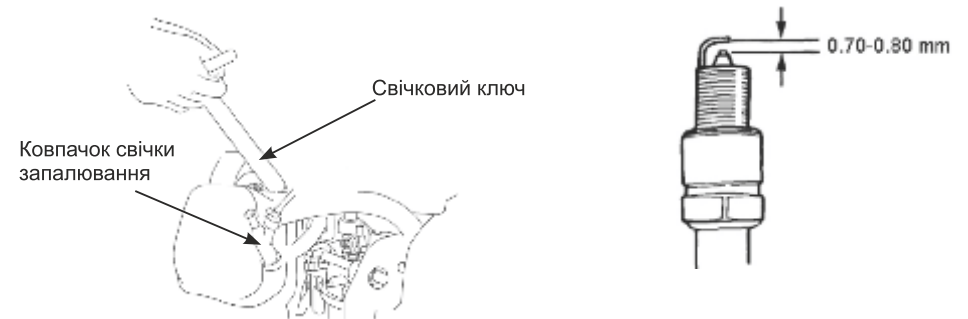 Свічковий ключ
Ковпачок свічки
запалювання
0.70-0.80 mm